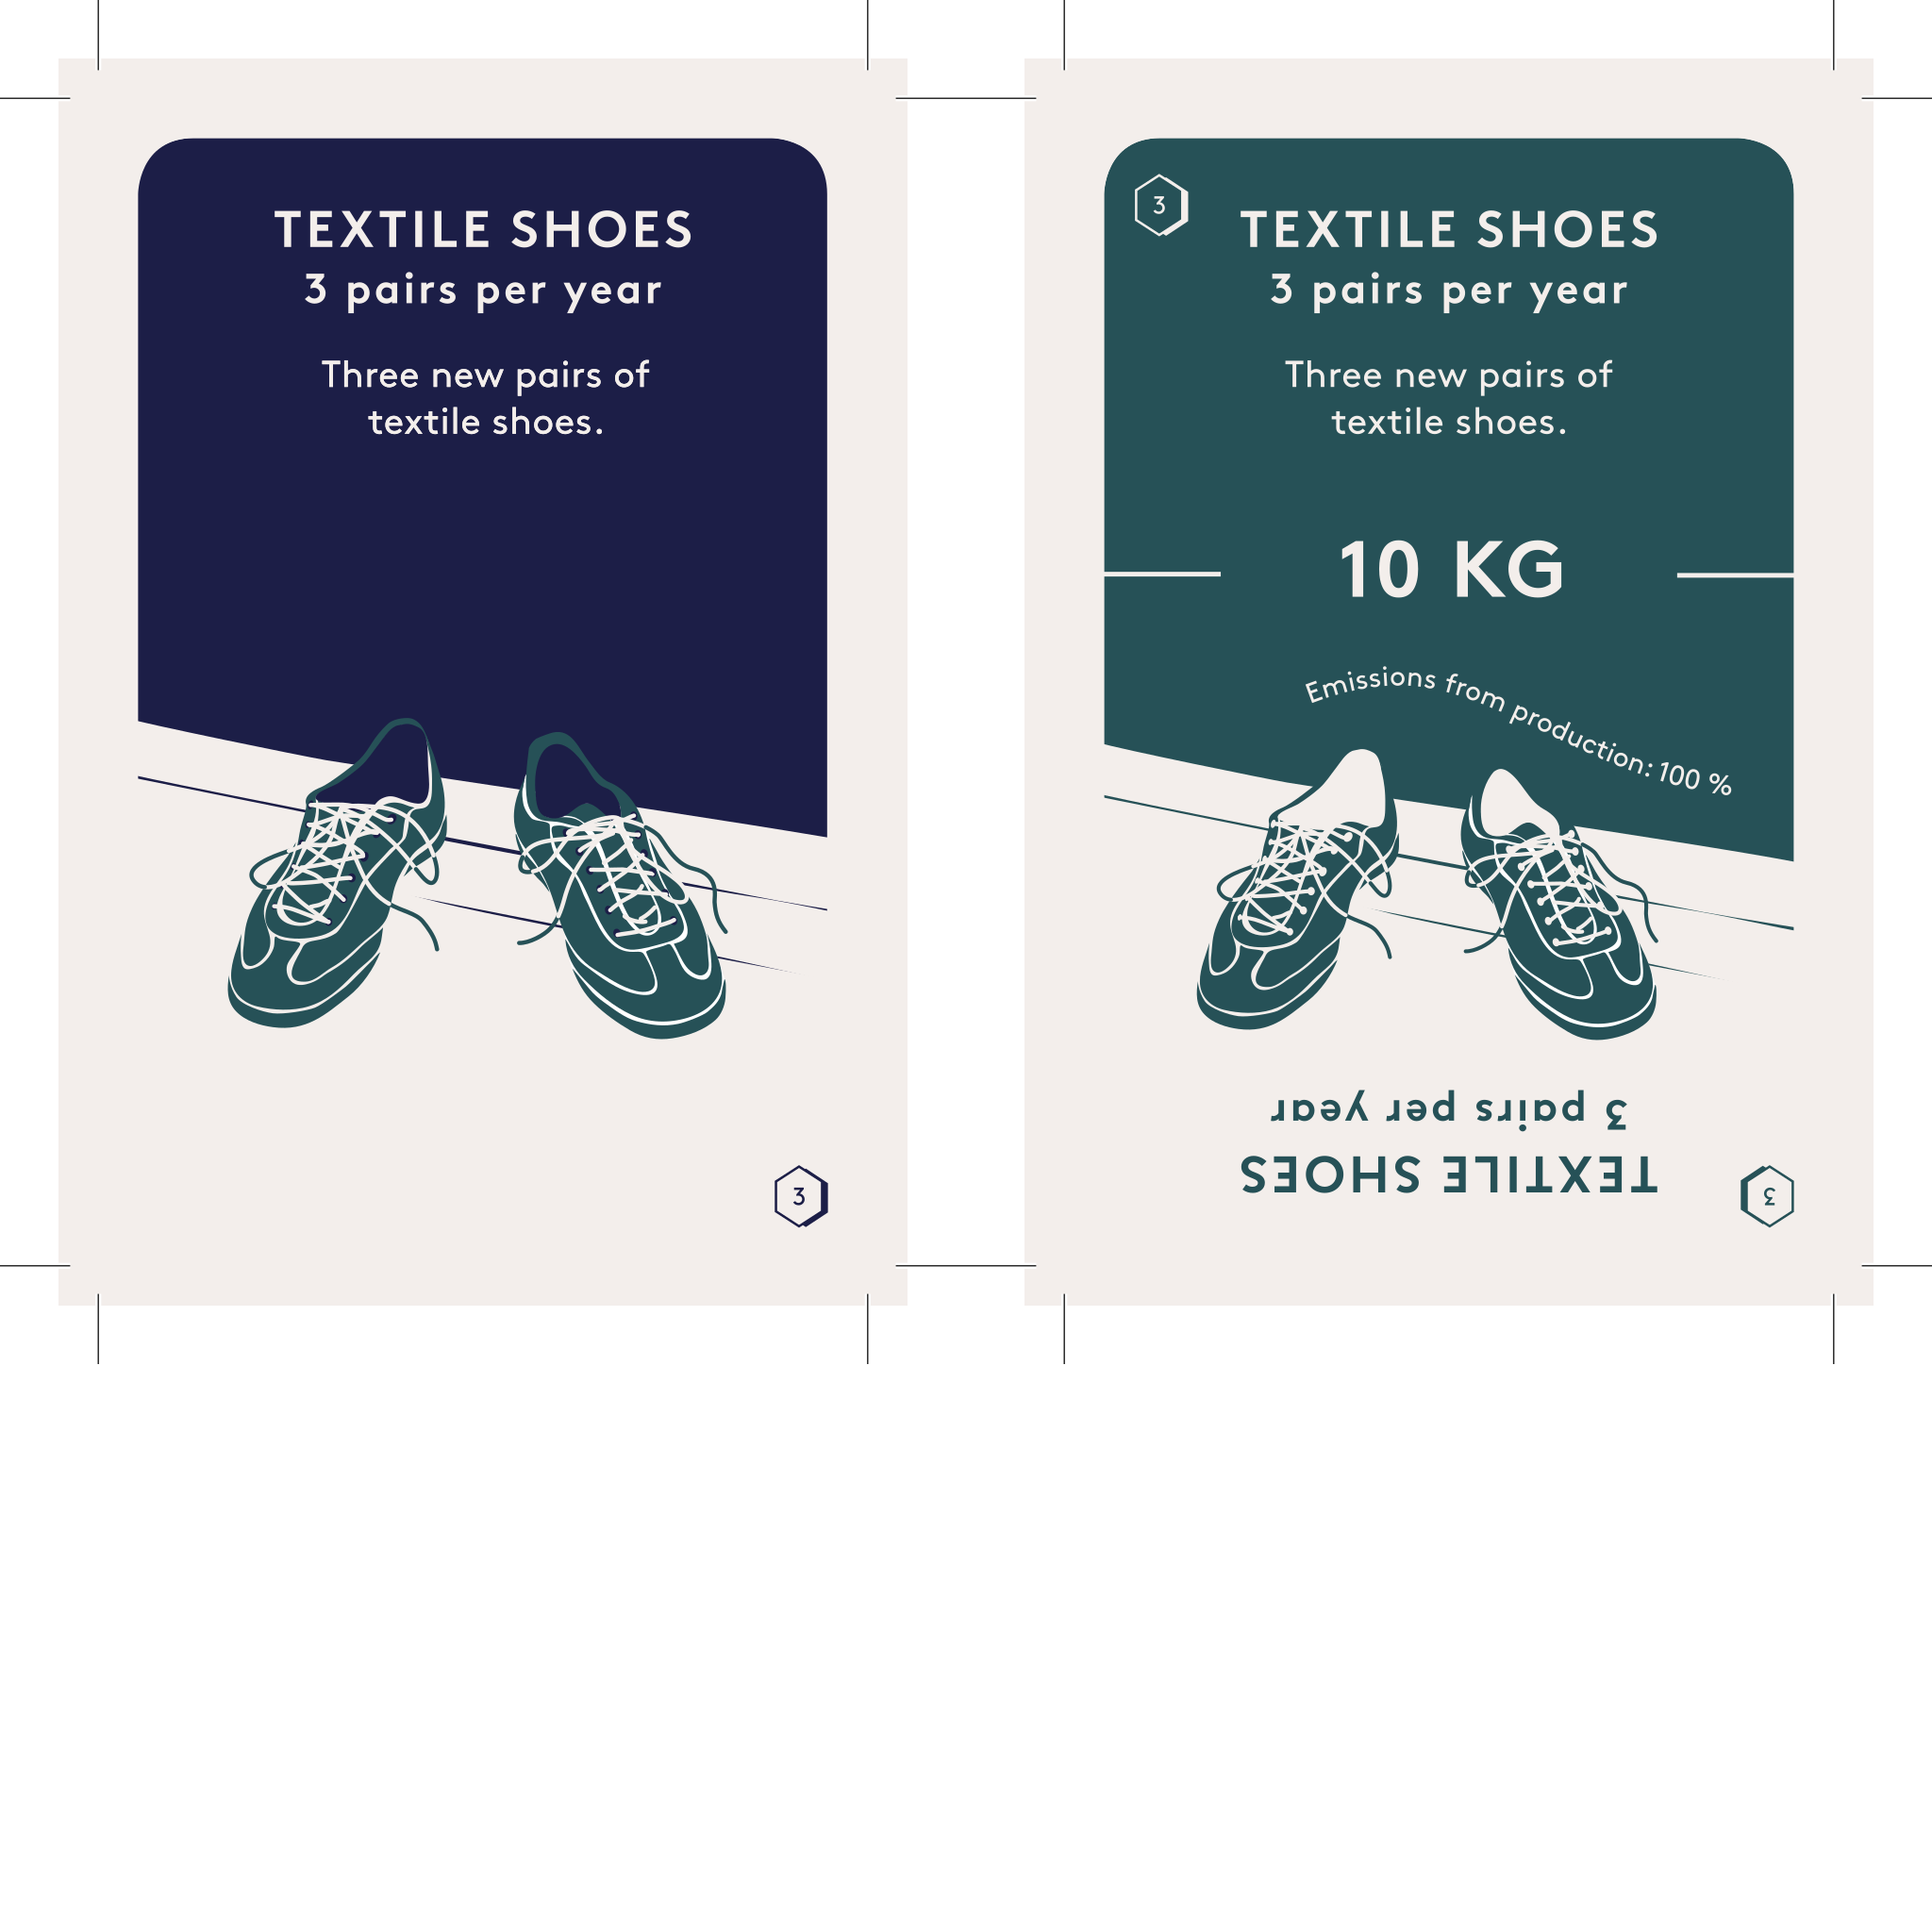 TEXTILE SHOES
3 pairs per year
Three new pairs of
textile shoes.
3
3
TEXTILE SHOES
3 pairs per year
Three new pairs of
textile shoes.
10 KG
Emissions from production: 100 %
TEXTILE SHOES
3 pairs per year
3